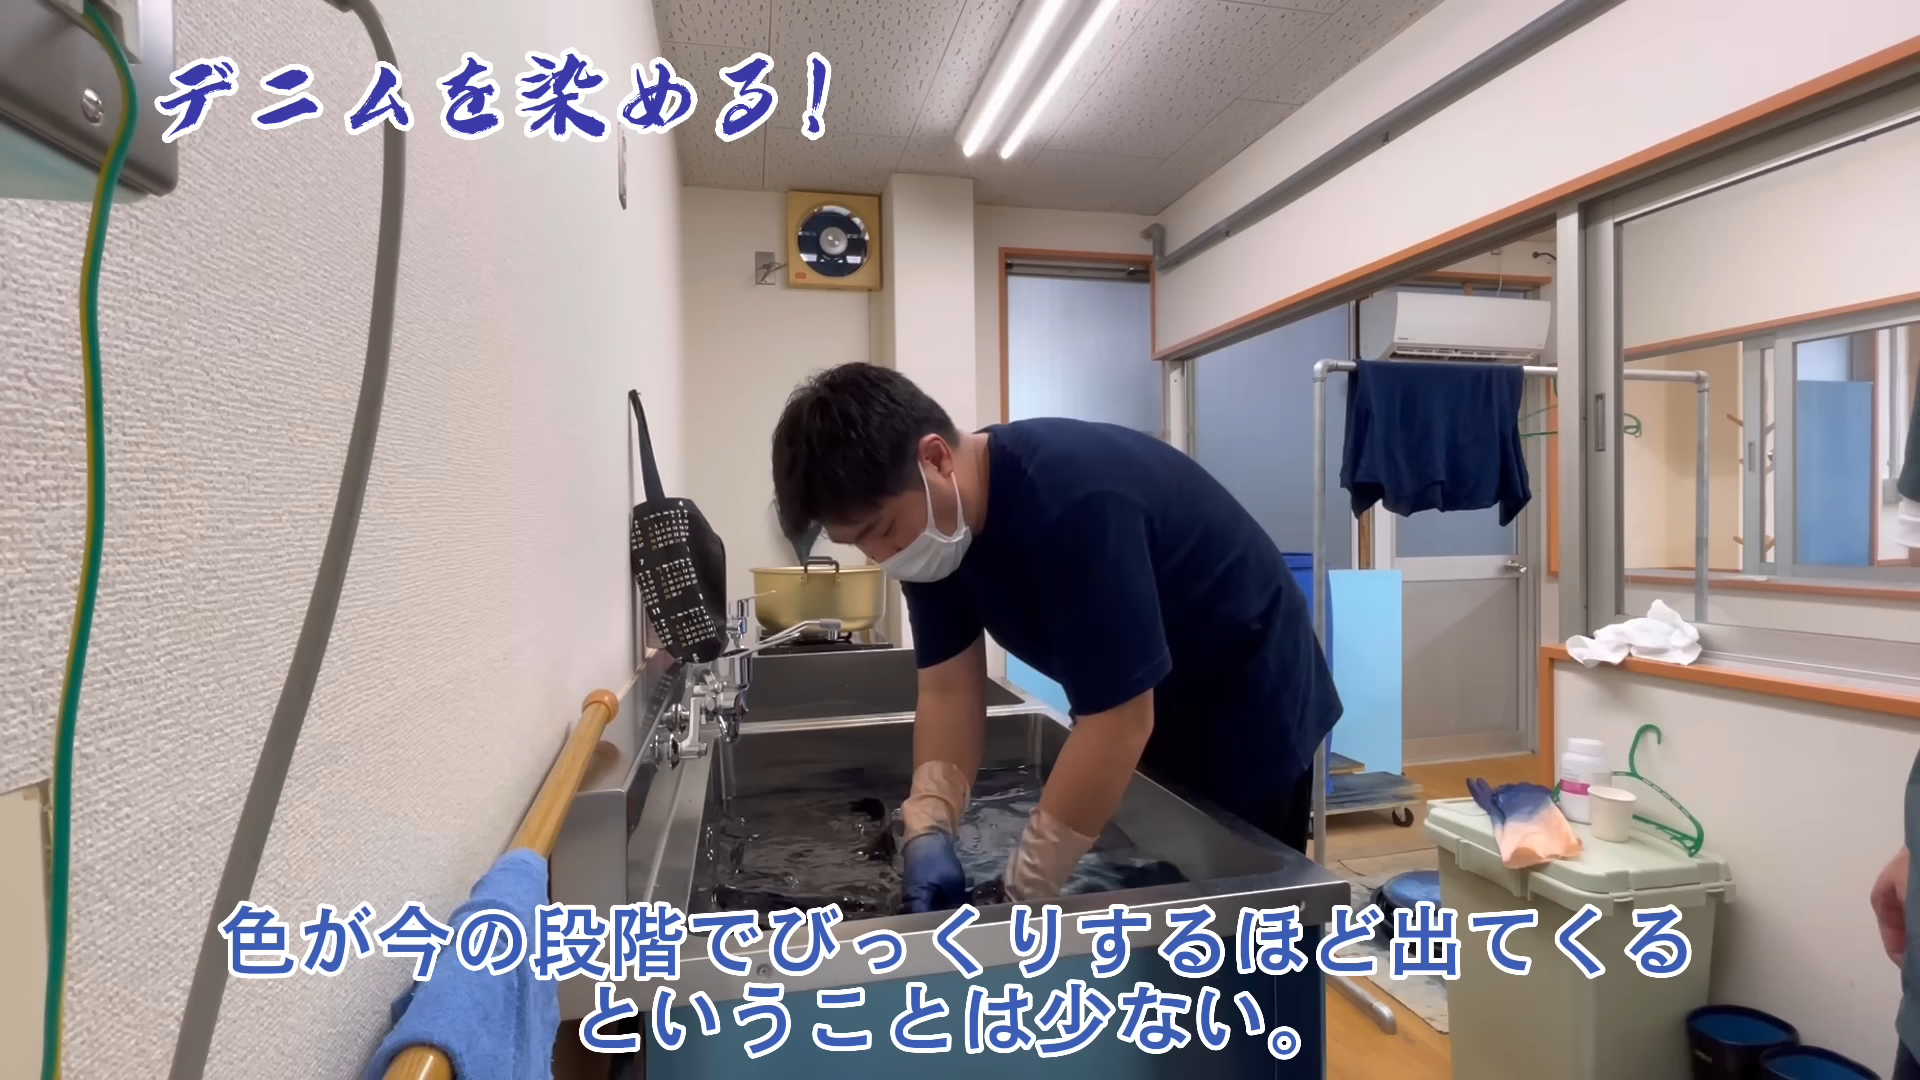 デニムを染める！
色が今の段階でびっくりするほど出てくる
ということは少ない。